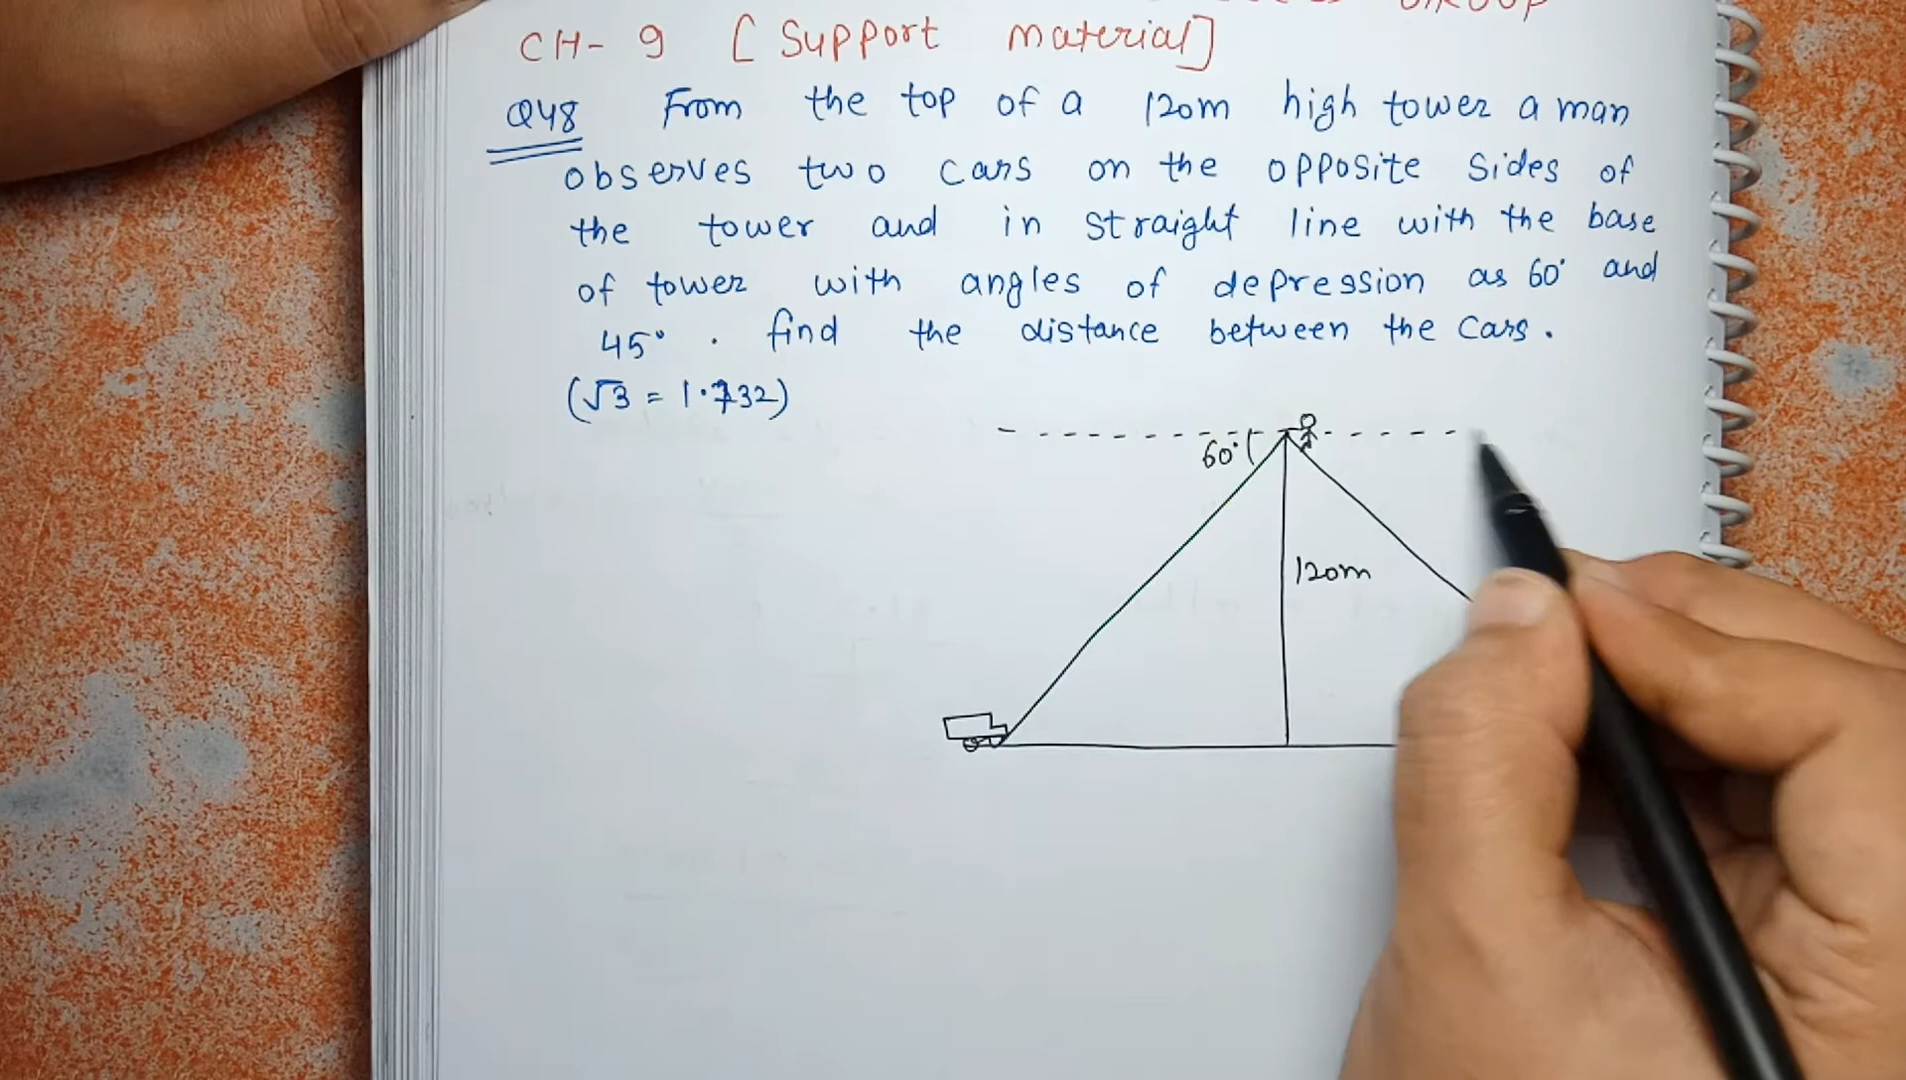 CH- 9 [Support material]
Q48 From the top of a 120m high tower a man
observes two cars on the opposite sides of
the tower and in straight line with the base
of tower with angles of depression as 60° and
45° . find the distance between the cars.
(√3 = 1.732)
60°
120m